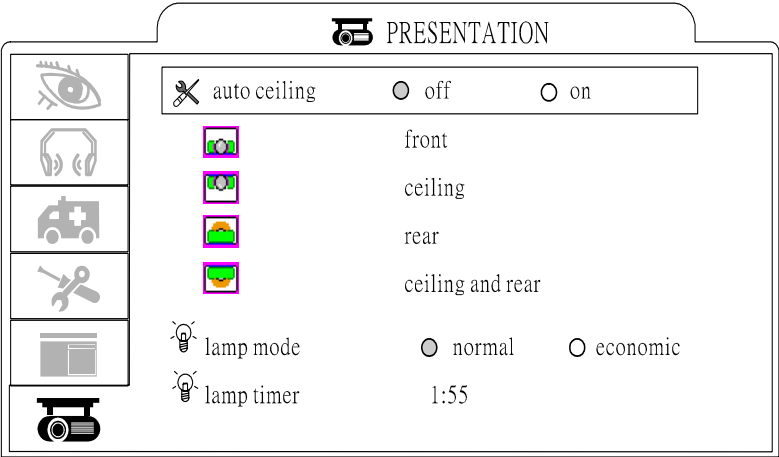 PRESENTATION
auto ceiling off on
front
ceiling
rear
ceiling and rear
lamp mode normal economic
lamp timer 1:55